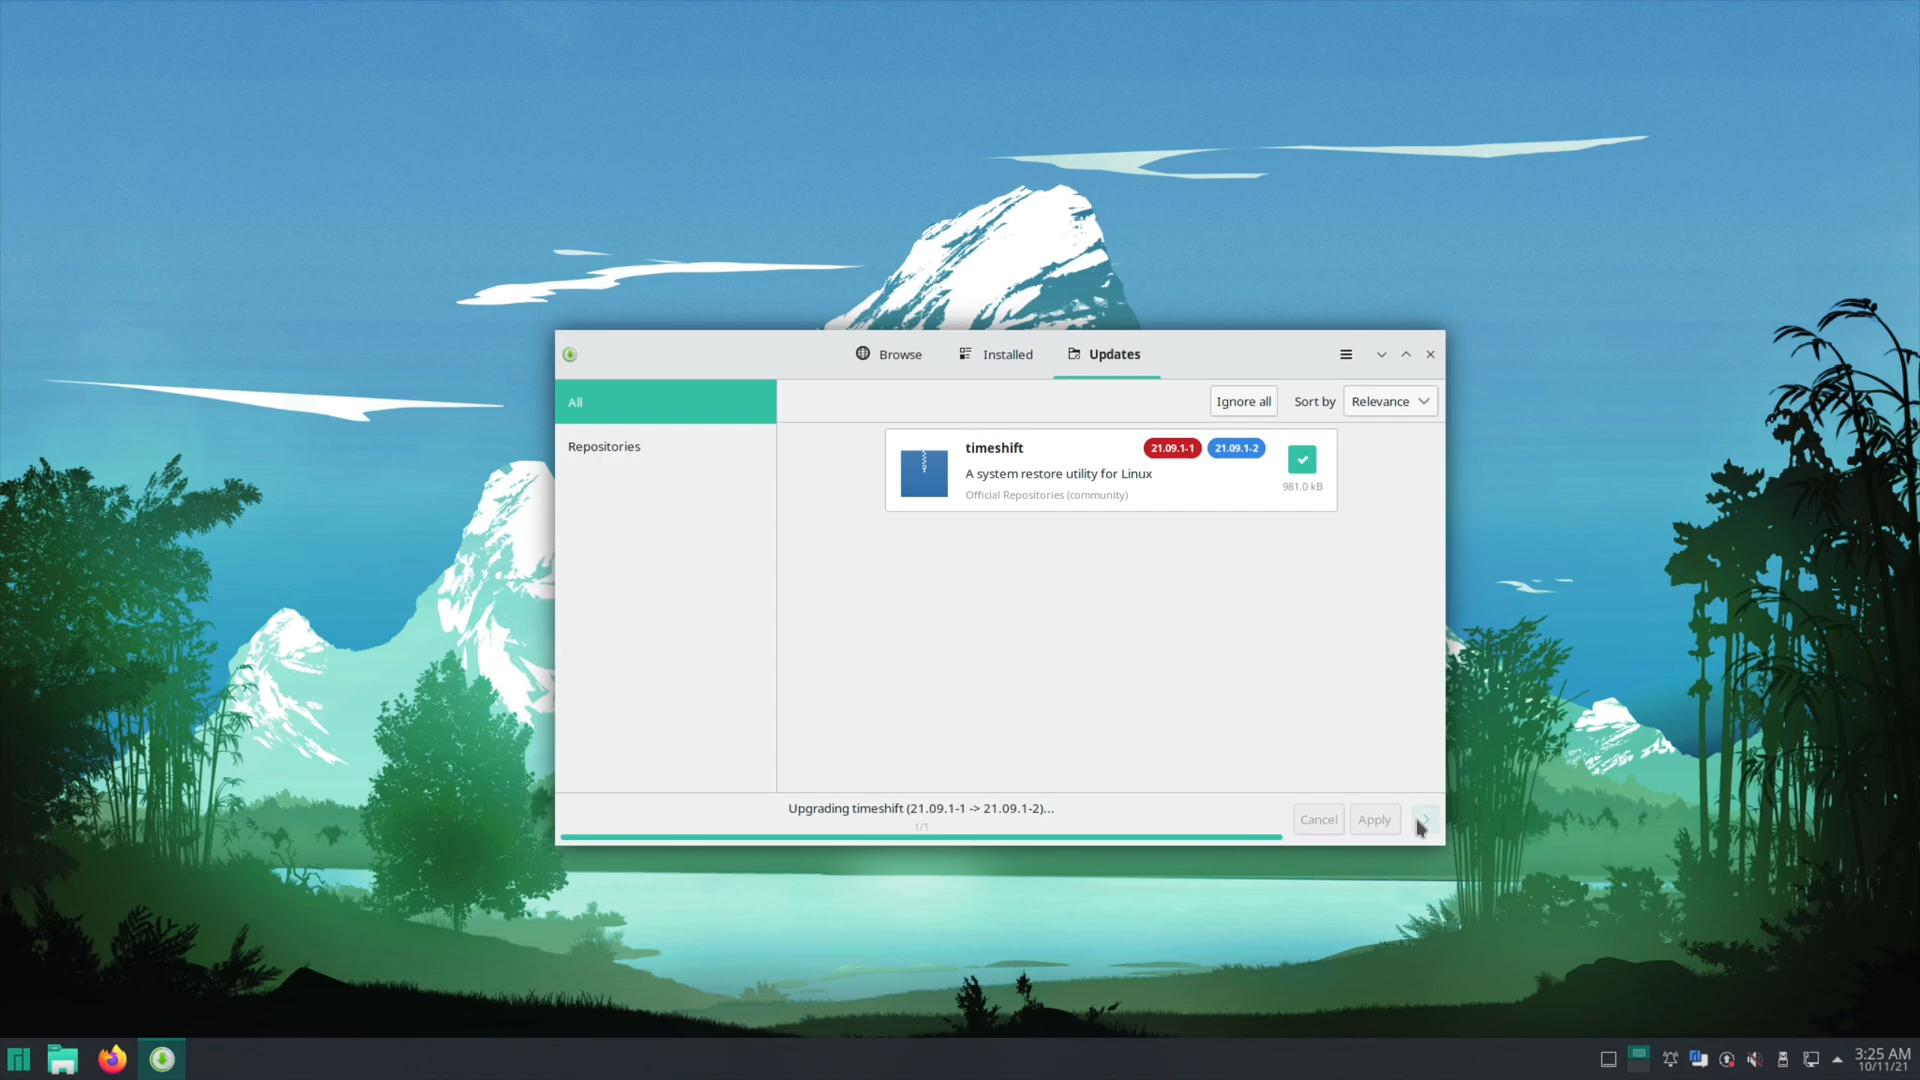 Browse
Installed
Updates
All
Ignore all
Sort by
Relevance
Repositories
timeshift
21.09.1-1
21.09.1-2
A system restore utility for Linux
Official Repositories (community)
981.0 kB
Upgrading timeshift (21.09.1-1 -> 21.09.1-2)...
1/1
Cancel
Apply
3:25 AM
10/11/21